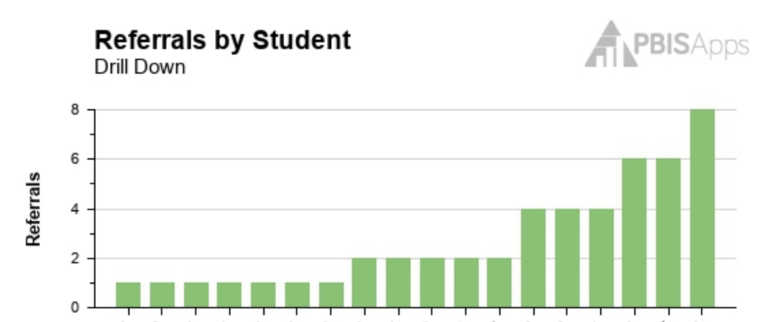 Referrals by Student
Drill Down
PBISApps
8
6
4
2
0
Referrals